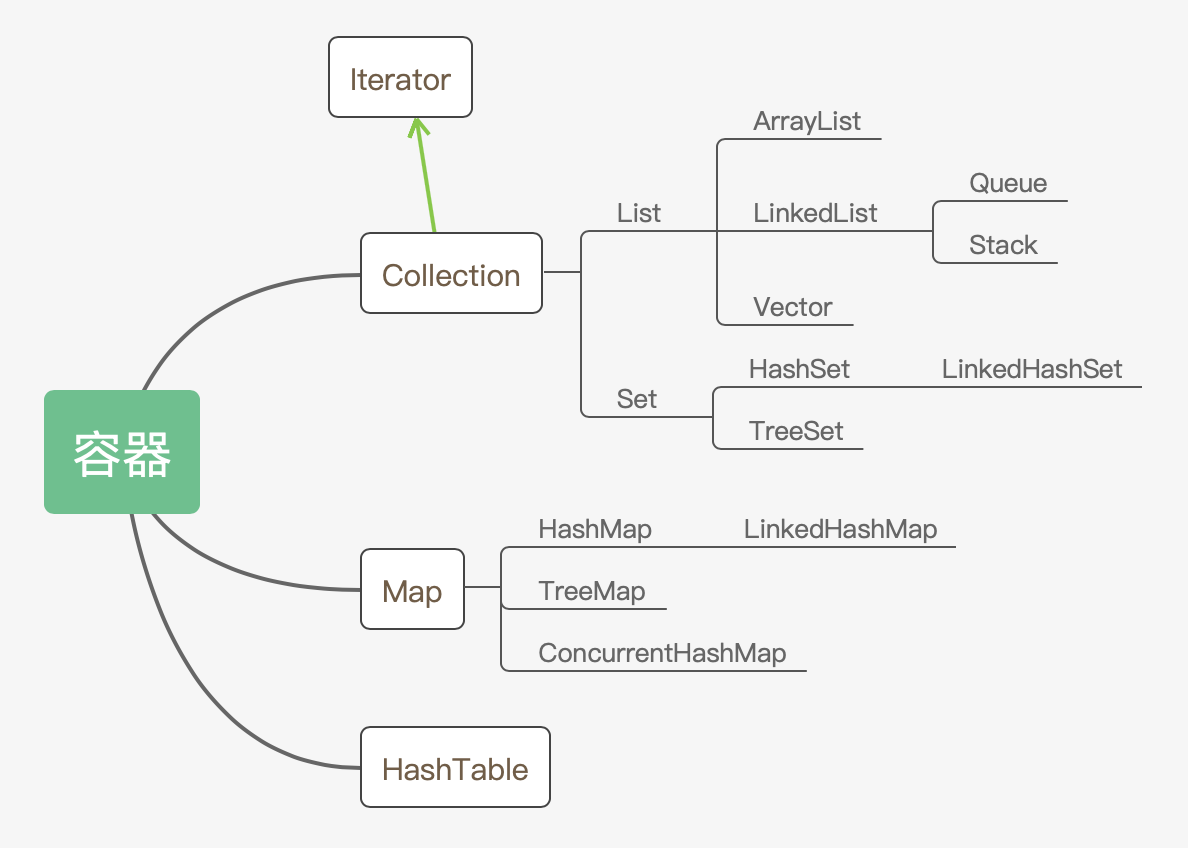 Iterator
ArrayList
Queue
List
LinkedList
Stack
Collection
Vector
HashSet
LinkedHashSet
Set
TreeSet
容器
HashMap
LinkedHashMap
Map
TreeMap
ConcurrentHashMap
HashTable